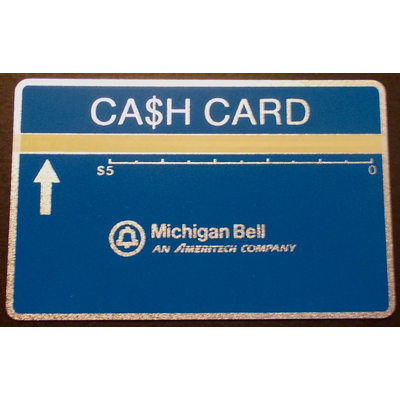 CA$H CARD
$5 0
Michigan Bell
AN AMERITECH COMPANY